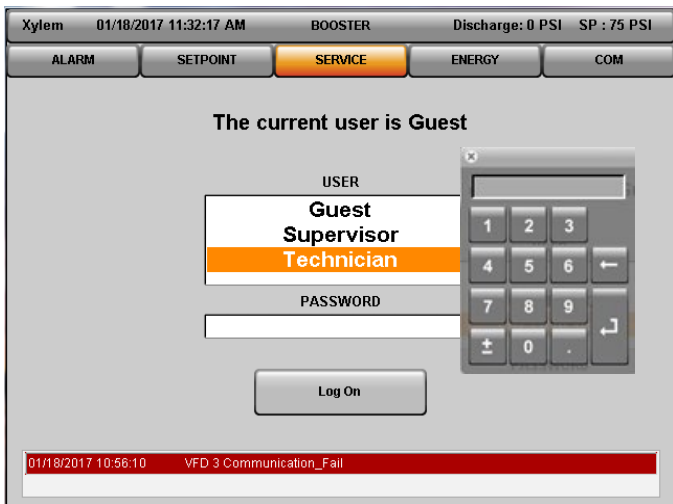 Xylem 01/18/2017 11:32:17 AM BOOSTER Discharge: 0 PSI SP : 75 PSI
ALARM SETPOINT SERVICE ENERGY COM
The current user is Guest
USER
Guest
Supervisor
Technician
PASSWORD
1 2 3
4 5 6 ←
7 8 9 ↵
± 0 .
Log On
01/18/2017 10:56:10 VFD 3 Communication_Fail